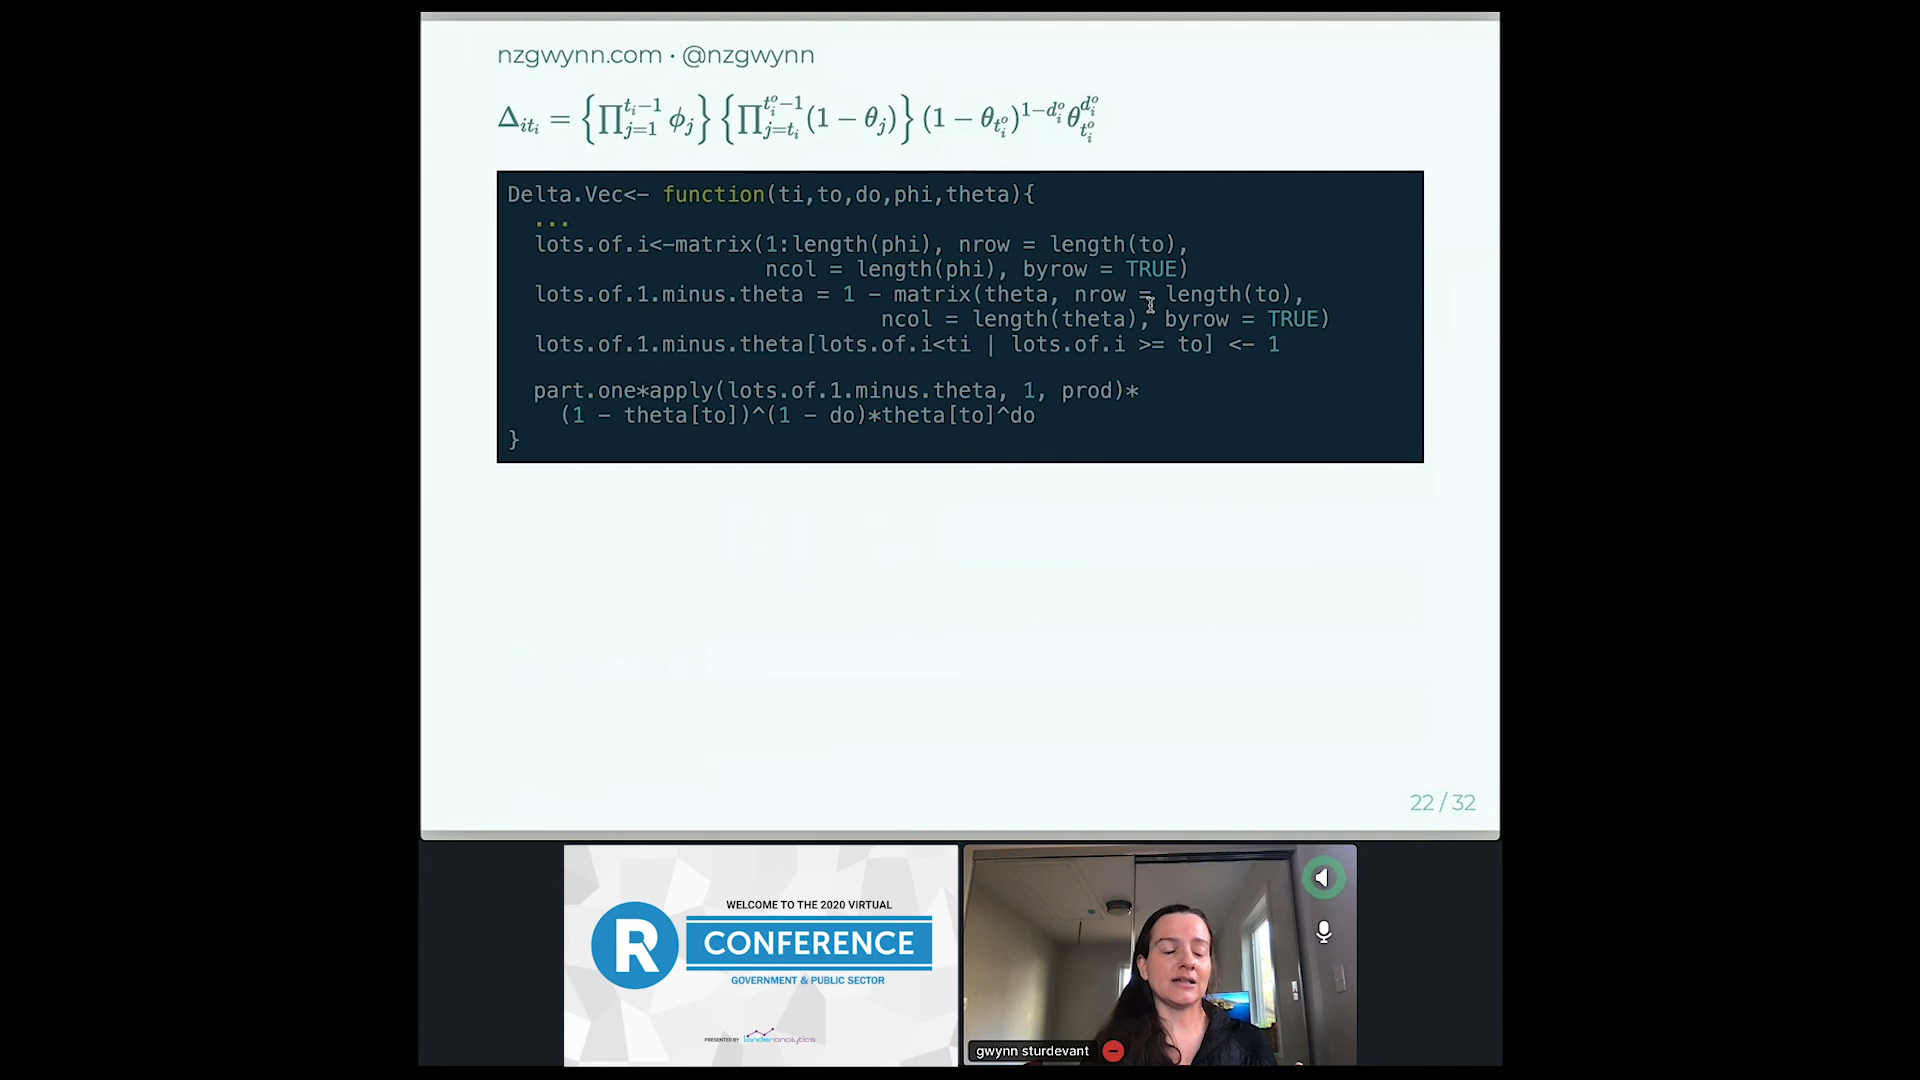 nzgwynn.com · @nzgwynn
Δ_{it_i} = {∏_{j=1}^{t_i−1} φ_j} {∏_{j=t_i}^{t_i^o−1} (1 − θ_j)} (1 − θ_{t_i^o})^{1−d_i^o} θ_{t_i^o}^{d_i^o}
Delta.Vec<- function(ti,to,do,phi,theta){
  ...
  lots.of.i<-matrix(1:length(phi), nrow = length(to),
                    ncol = length(phi), byrow = TRUE)
  lots.of.1.minus.theta = 1 - matrix(theta, nrow = length(to),
                             ncol = length(theta), byrow = TRUE)
  lots.of.1.minus.theta[lots.of.i<ti | lots.of.i >= to] <- 1
  part.one*apply(lots.of.1.minus.theta, 1, prod)*
    (1 - theta[to])^(1 - do)*theta[to]^do
}
22 / 32
WELCOME TO THE 2020 VIRTUAL
R CONFERENCE
GOVERNMENT & PUBLIC SECTOR
PRESENTED BY landeranalytics
gwynn sturdevant